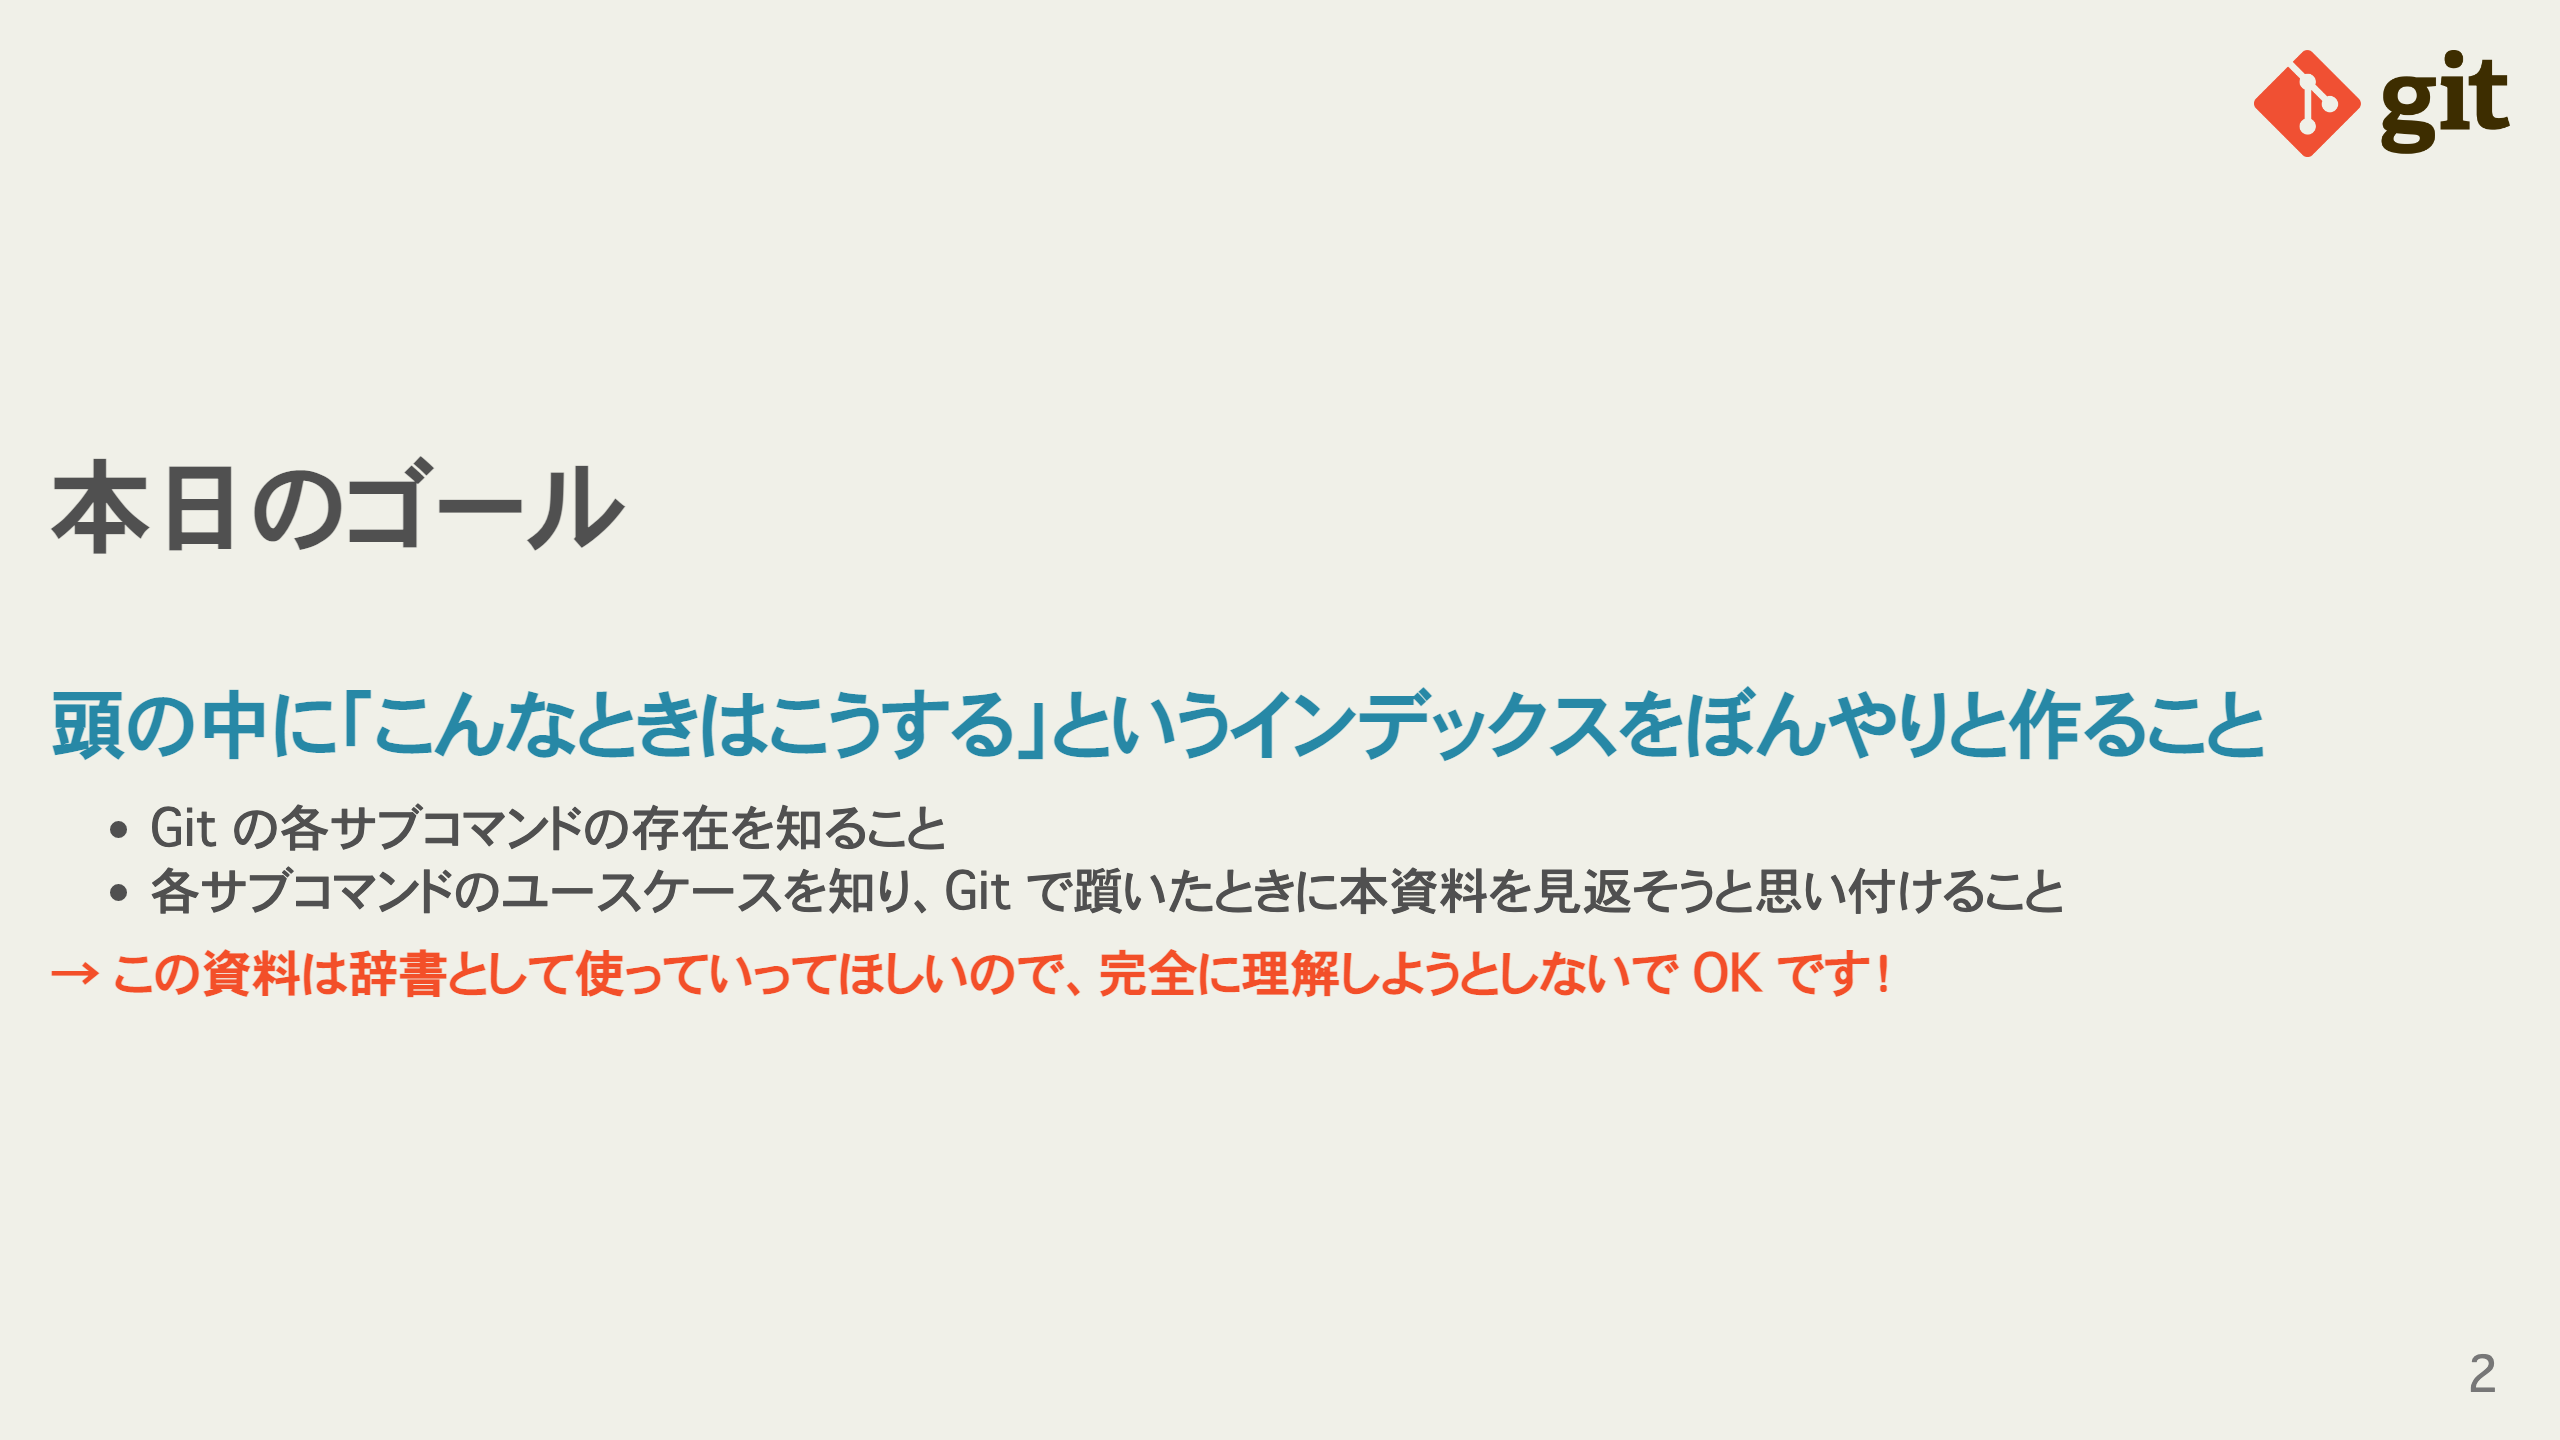 git
本日のゴール
頭の中に「こんなときはこうする」というインデックスをぼんやりと作ること
• Git の各サブコマンドの存在を知ること
• 各サブコマンドのユースケースを知り、Git で躓いたときに本資料を見返そうと思い付けること
→ この資料は辞書として使っていってほしいので、完全に理解しようとしないで OK です！
2